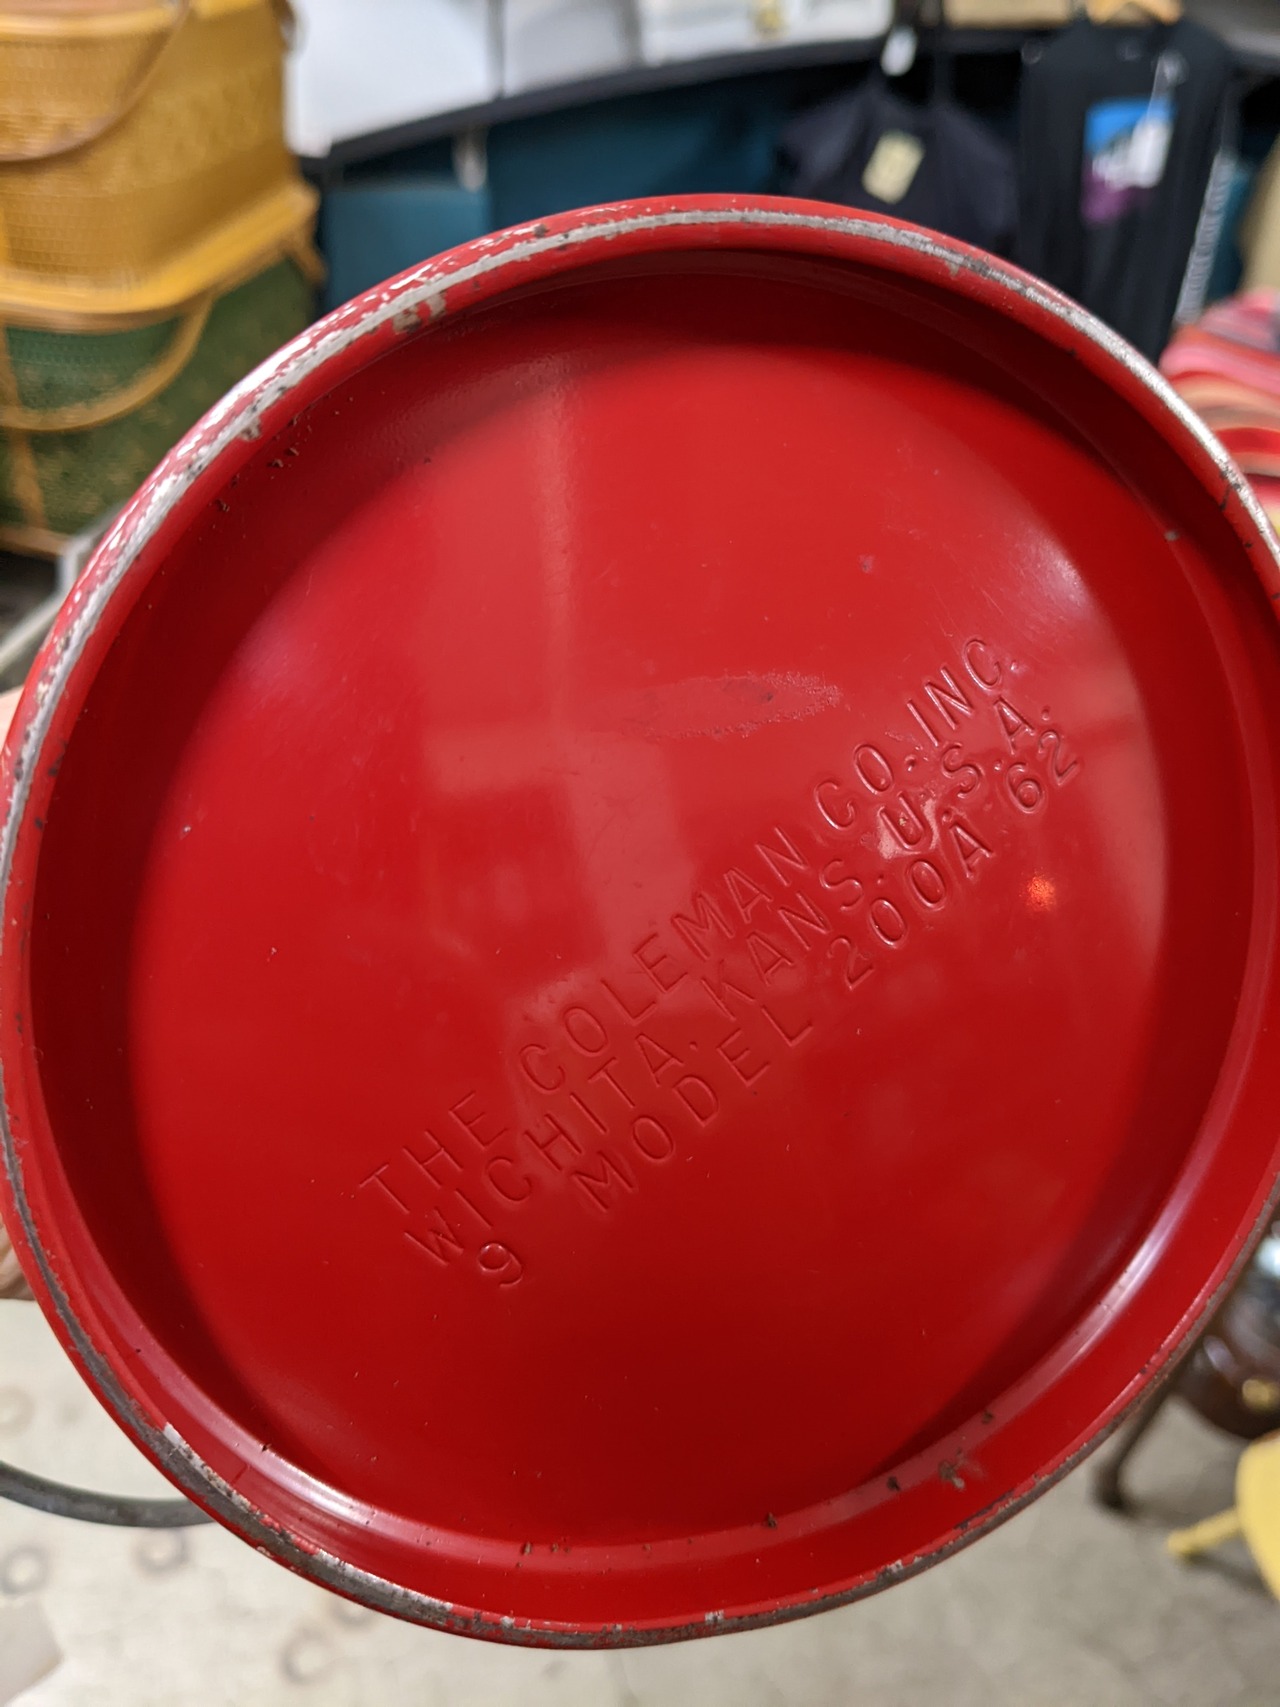 THE COLEMAN CO. INC.
WICHITA. KANS. U.S.A.
9 MODEL 200A 62